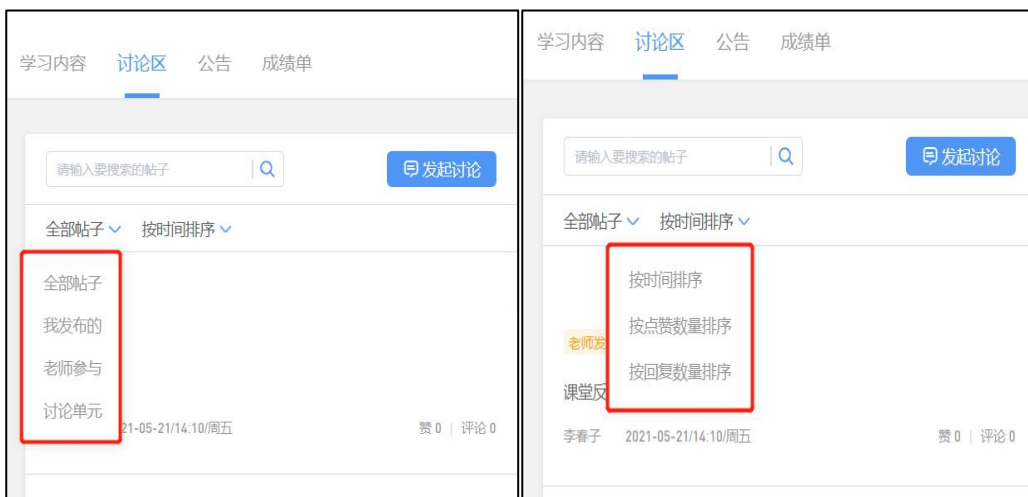 学习内容 讨论区 公告 成绩单
请输入要搜索的帖子 发起讨论
全部帖子 按时间排序
全部帖子
我发布的
老师参与
讨论单元
21-05-21/14:10/周五 赞 0 | 评论 0
学习内容 讨论区 公告 成绩单
请输入要搜索的帖子 发起讨论
全部帖子 按时间排序
按时间排序
按点赞数量排序
老师发
按回复数量排序
课堂反
李春子 2021-05-21/14:10/周五 赞 0 | 评论 0